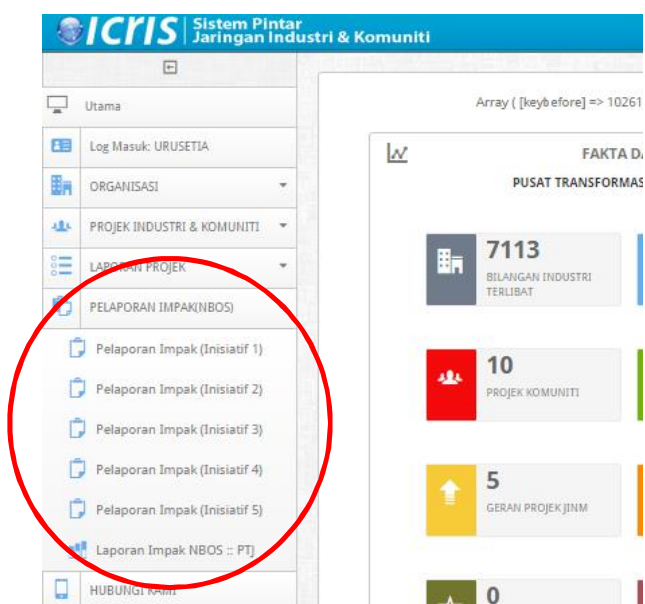 iCRIS Sistem Pintar
Jaringan Industri & Komuniti
Utama
Log Masuk: URUSETIA
ORGANISASI
PROJEK INDUSTRI & KOMUNITI
LAPORAN PROJEK
PELAPORAN IMPAK(NBOS)
Pelaporan Impak (Inisiatif 1)
Pelaporan Impak (Inisiatif 2)
Pelaporan Impak (Inisiatif 3)
Pelaporan Impak (Inisiatif 4)
Pelaporan Impak (Inisiatif 5)
Laporan Impak NBOS :: PTJ
HUBUNGI KAMI
Array ( [keybefore] => 10261
FAKTA DA
PUSAT TRANSFORMAS
7113
BILANGAN INDUSTRI
TERLIBAT
10
PROJEK KOMUNITI
5
GERAN PROJEK JINM
0